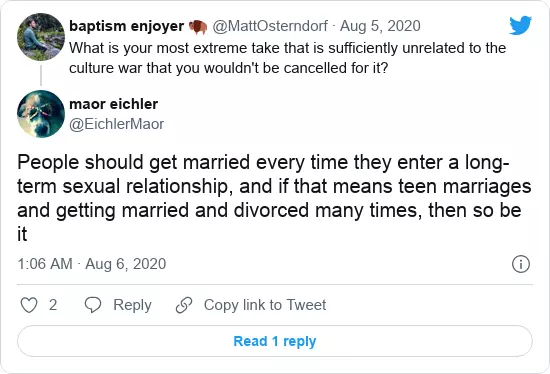 baptism enjoyer 🦬 @MattOsterndorf · Aug 5, 2020
What is your most extreme take that is sufficiently unrelated to the
culture war that you wouldn't be cancelled for it?
maor eichler
@EichlerMaor
People should get married every time they enter a long-
term sexual relationship, and if that means teen marriages
and getting married and divorced many times, then so be
it
1:06 AM · Aug 6, 2020
2 Reply Copy link to Tweet
Read 1 reply